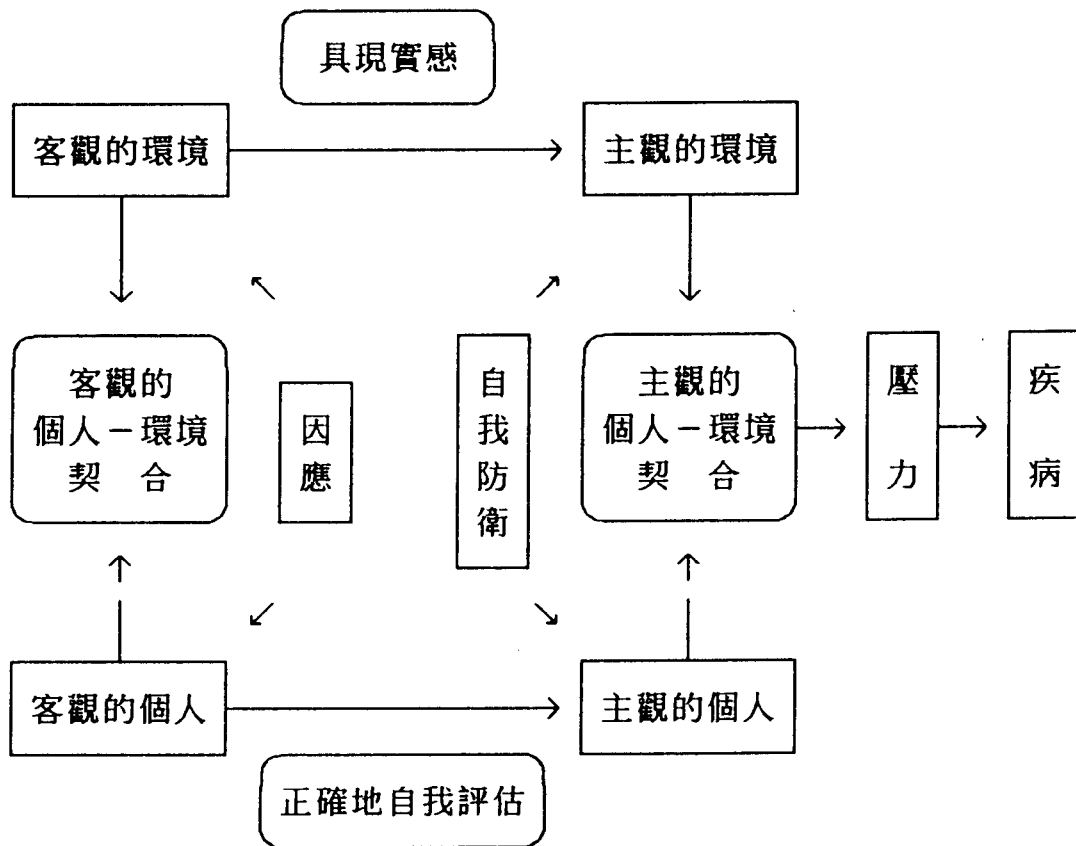 具現實感
客觀的環境
主觀的環境
客觀的
個人－環境
契　合
因
應
自
我
防
衛
主觀的
個人－環境
契　合
壓
力
疾
病
客觀的個人
主觀的個人
正確地自我評估